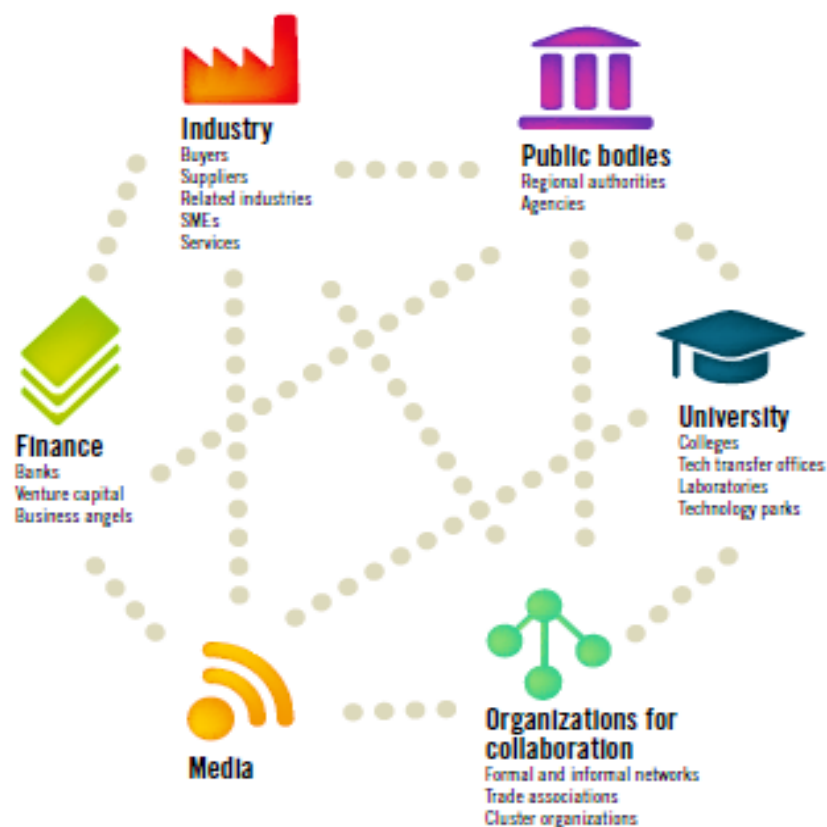 Industry
Buyers
Suppliers
Related industries
SMEs
Services
Public bodies
Regional authorities
Agencies
Finance
Banks
Venture capital
Business angels
University
Colleges
Tech transfer offices
Laboratories
Technology parks
Media
Organizations for
collaboration
Formal and informal networks
Trade associations
Cluster organizations